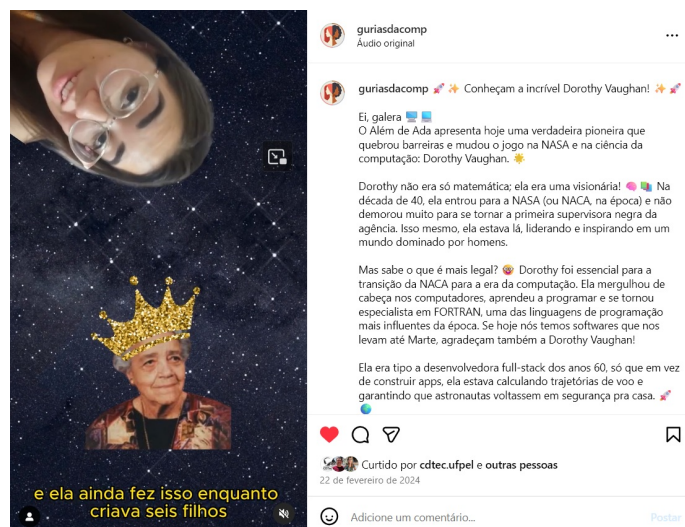 guriasdacomp
Áudio original
guriasdacomp 🚀✨ Conheçam a incrível Dorothy Vaughan! ✨🚀
Ei, galera 🖥️💻
O Além de Ada apresenta hoje uma verdadeira pioneira que
quebrou barreiras e mudou o jogo na NASA e na ciência da
computação: Dorothy Vaughan. 🌟
Dorothy não era só matemática; ela era uma visionária! 🧠📚 Na
década de 40, ela entrou para a NASA (ou NACA, na época) e não
demorou muito para se tornar a primeira supervisora negra da
agência. Isso mesmo, ela estava lá, liderando e inspirando em um
mundo dominado por homens.
Mas sabe o que é mais legal? 🤓 Dorothy foi essencial para a
transição da NACA para a era da computação. Ela mergulhou de
cabeça nos computadores, aprendeu a programar e se tornou
especialista em FORTRAN, uma das linguagens de programação
mais influentes da época. Se hoje nós temos softwares que nos
levam até Marte, agradeçam também a Dorothy Vaughan!
Ela era tipo a desenvolvedora full-stack dos anos 60, só que em vez
de construir apps, ela estava calculando trajetórias de voo e
garantindo que astronautas voltassem em segurança pra casa. 🚀
🌍
Curtido por cdtec.ufpel e outras pessoas
22 de fevereiro de 2024
Adicione um comentário...
Postar
e ela ainda fez isso enquanto
criava seis filhos